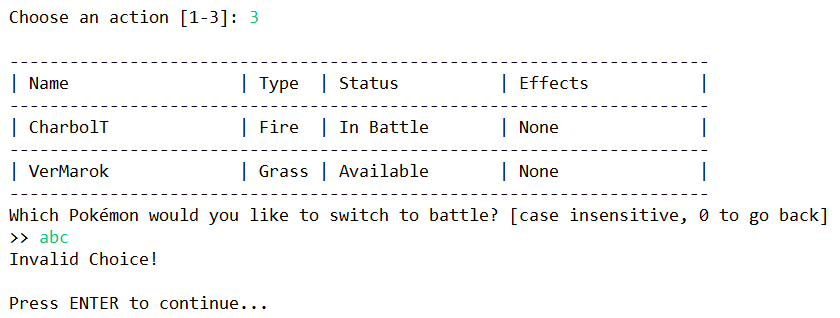 Choose an action [1-3]: 3
----------------------------------------------------------------------
| Name                 | Type  | Status          | Effects           |
----------------------------------------------------------------------
| CharbolT             | Fire  | In Battle       | None              |
----------------------------------------------------------------------
| VerMarok             | Grass | Available       | None              |
----------------------------------------------------------------------
Which Pokémon would you like to switch to battle? [case insensitive, 0 to go back]
>> abc
Invalid Choice!
Press ENTER to continue...